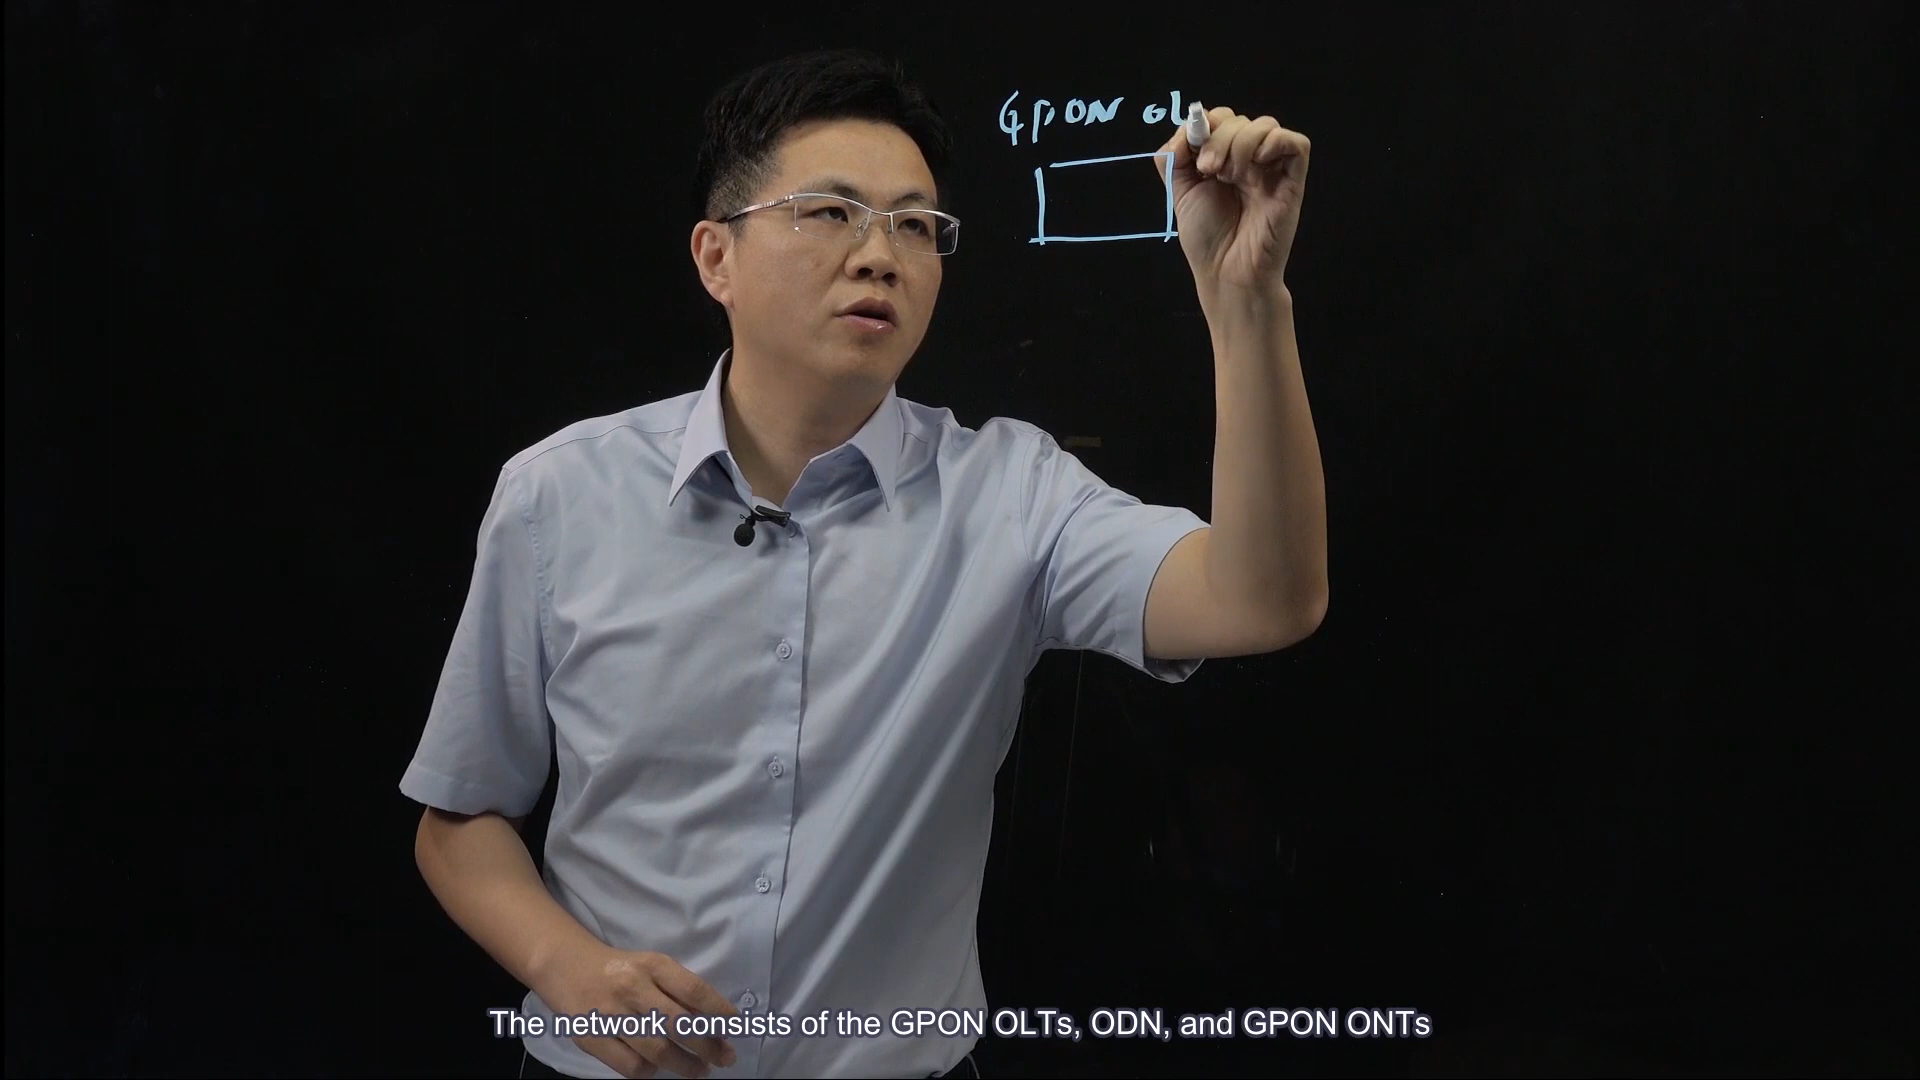 GPON OL
The network consists of the GPON OLTs, ODN, and GPON ONTs